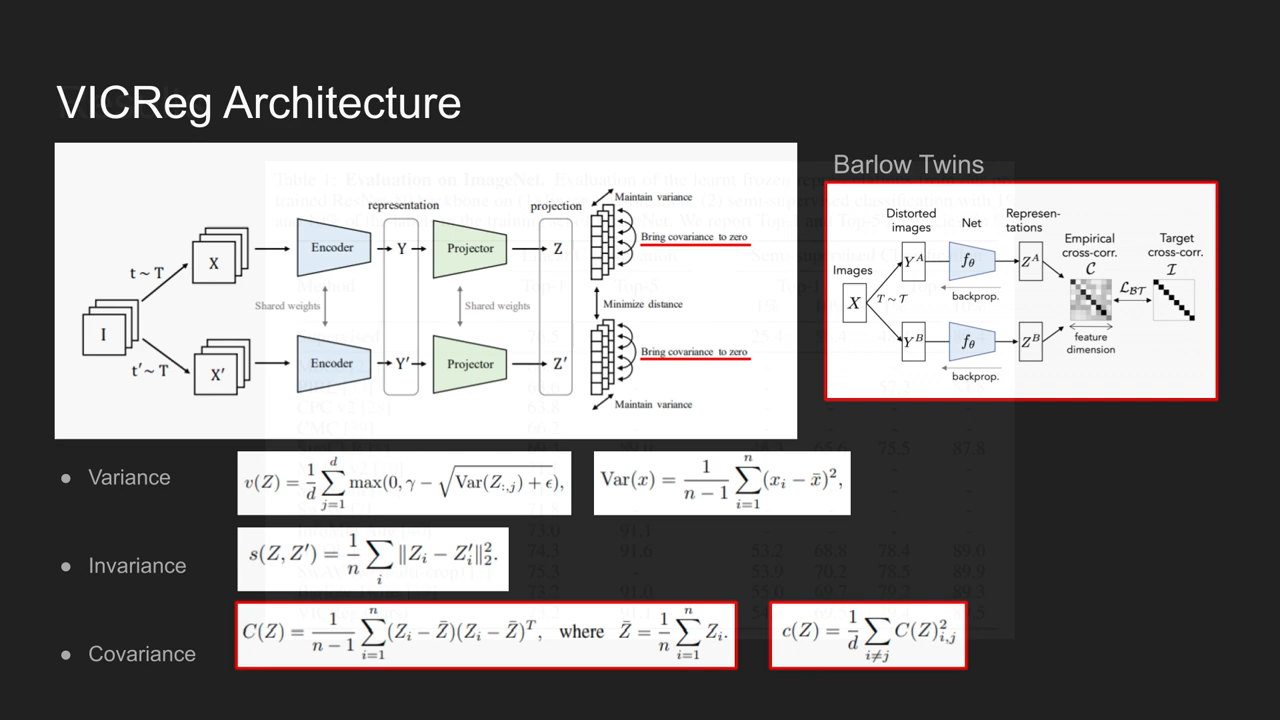 VICReg Architecture
Barlow Twins
representation
projection
Maintain variance
Bring covariance to zero
t ~ T
X
Encoder
Y
Projector
Z
Shared weights
Shared weights
Minimize distance
I
t′ ~ T
X′
Encoder
Y′
Projector
Z′
Bring covariance to zero
Maintain variance
Distorted images
Net
Represen-tations
Empirical cross-corr.
Target cross-corr.
C
I
Images
X
T ~ T
Y^A
f_θ
Z^A
backprop.
L_BT
Y^B
f_θ
Z^B
backprop.
feature dimension
● Variance
v(Z) = 1/d ∑_{j=1}^{d} max(0, γ − √(Var(Z_{:,j}) + ϵ)),
Var(x) = 1/(n − 1) ∑_{i=1}^{n} (x_i − x̄)²,
● Invariance
s(Z, Z′) = 1/n ∑_i ‖Z_i − Z′_i‖²_2.
● Covariance
C(Z) = 1/(n − 1) ∑_{i=1}^{n} (Z_i − Z̄)(Z_i − Z̄)^T, where Z̄ = 1/n ∑_{i=1}^{n} Z_i.
c(Z) = 1/d ∑_{i≠j} C(Z)²_{i,j}